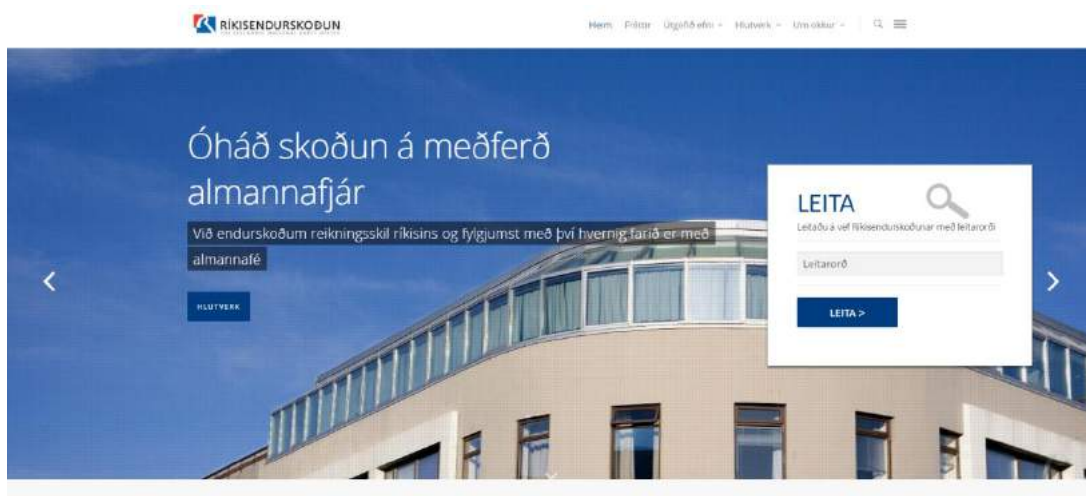 RÍKISENDURSKOÐUN
Heim Fréttir Útgefið efni Hlutverk Um okkur
Óháð skoðun á meðferð
almannafjár
Við endurskoðum reikningsskil ríkisins og fylgjumst með því hvernig farið er með
almannafé
HLUTVERK
LEITA
Leitaðu á vef Ríkisendurskoðunar með leitarorði
Leitarorð
LEITA >